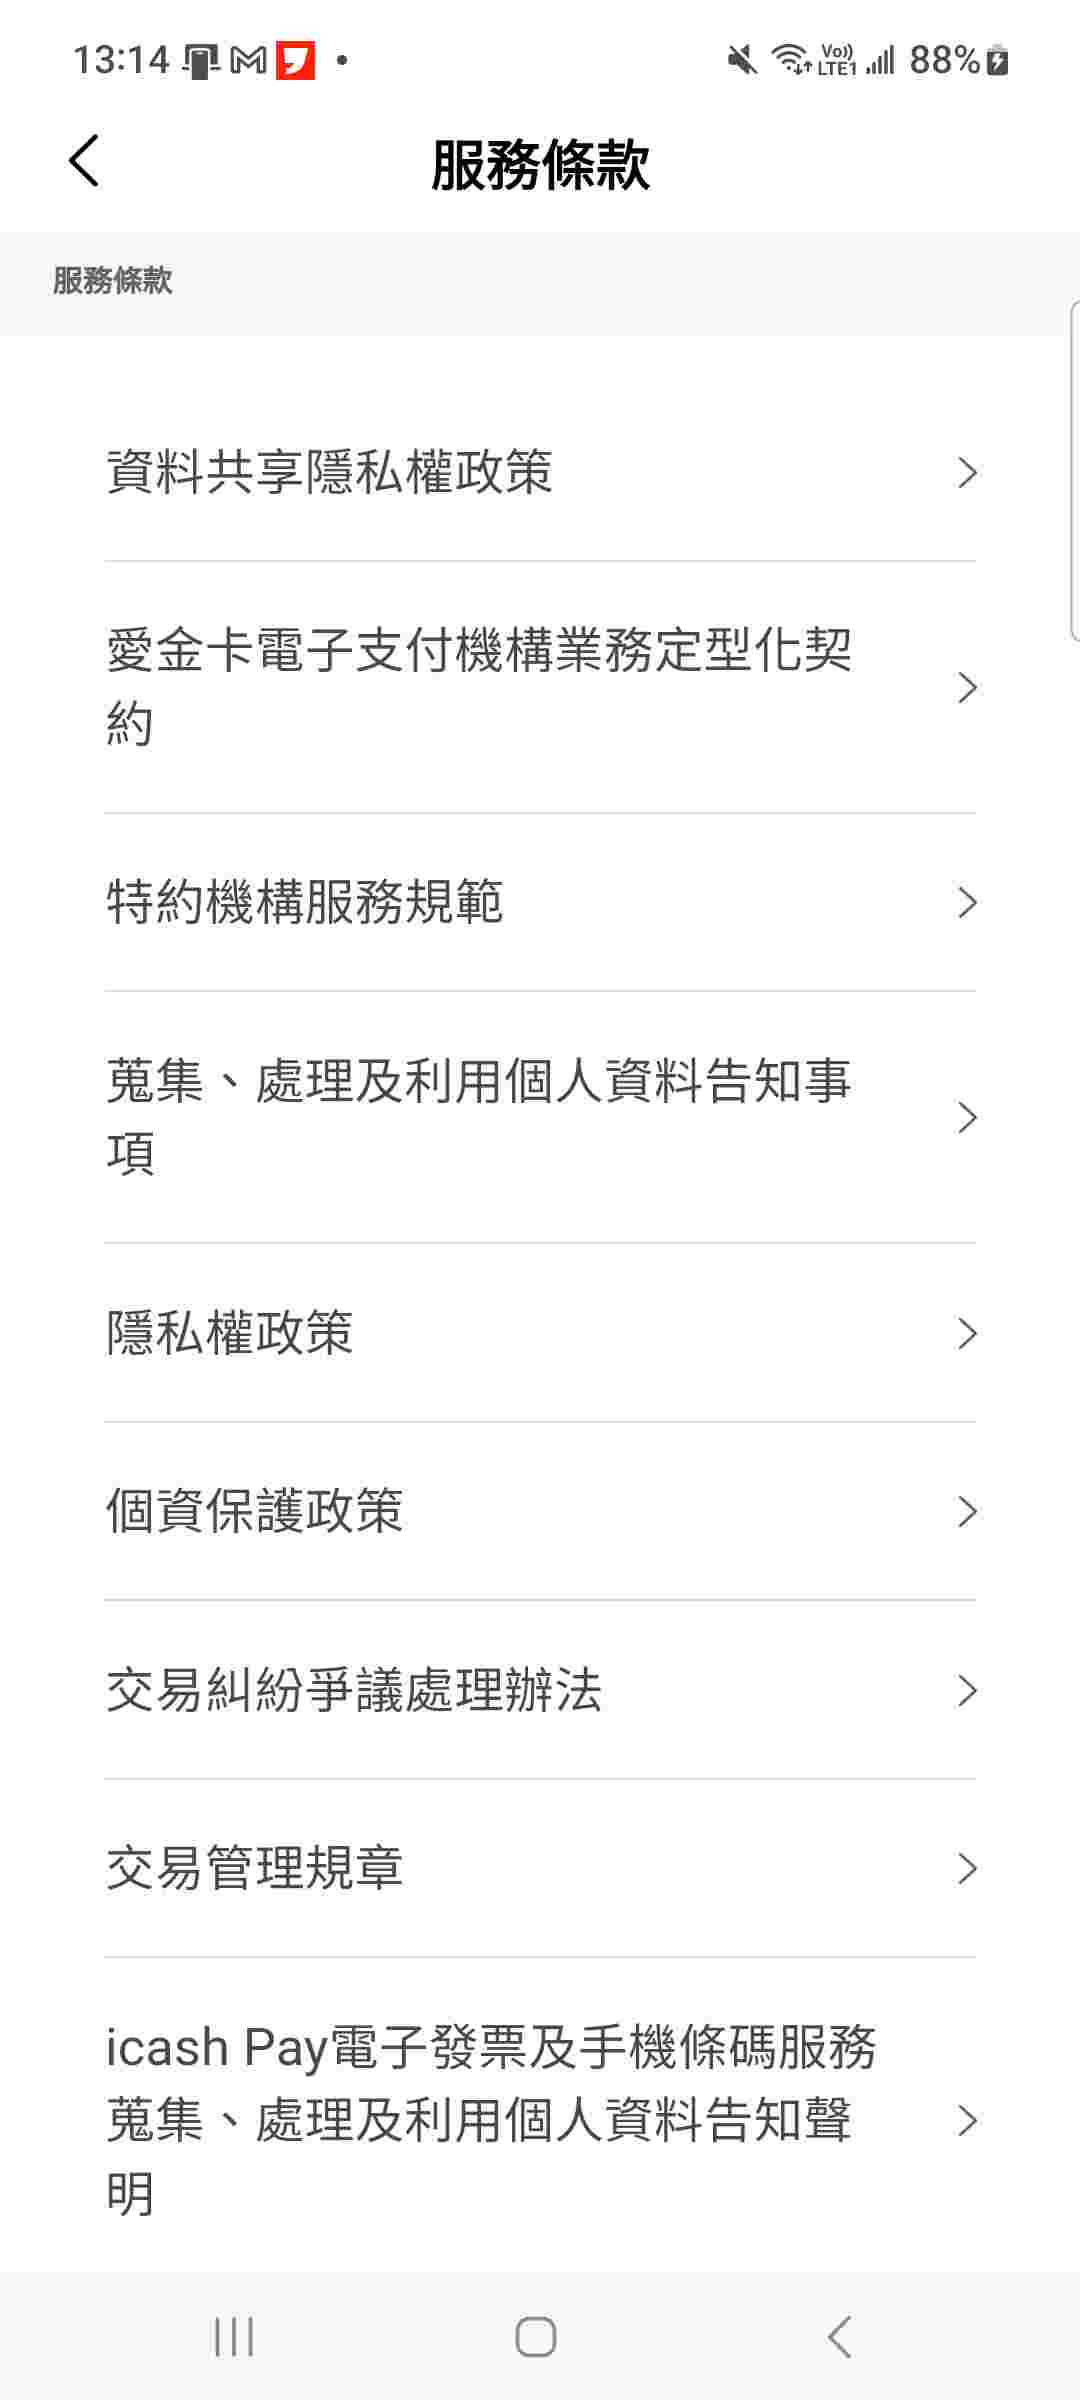 13:14
Vo)) LTE1
88%
服務條款
服務條款
資料共享隱私權政策
愛金卡電子支付機構業務定型化契
約
特約機構服務規範
蒐集、處理及利用個人資料告知事
項
隱私權政策
個資保護政策
交易糾紛爭議處理辦法
交易管理規章
icash Pay電子發票及手機條碼服務
蒐集、處理及利用個人資料告知聲
明